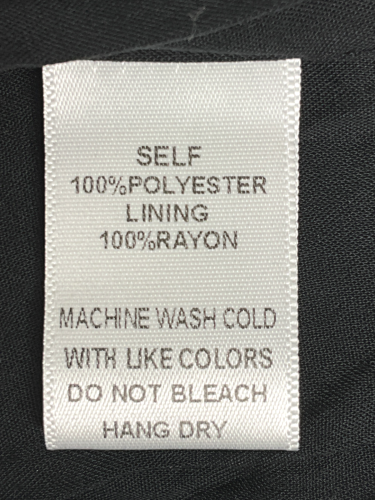 SELF
100%POLYESTER
LINING
100%RAYON
MACHINE WASH COLD
WITH LIKE COLORS
DO NOT BLEACH
HANG DRY